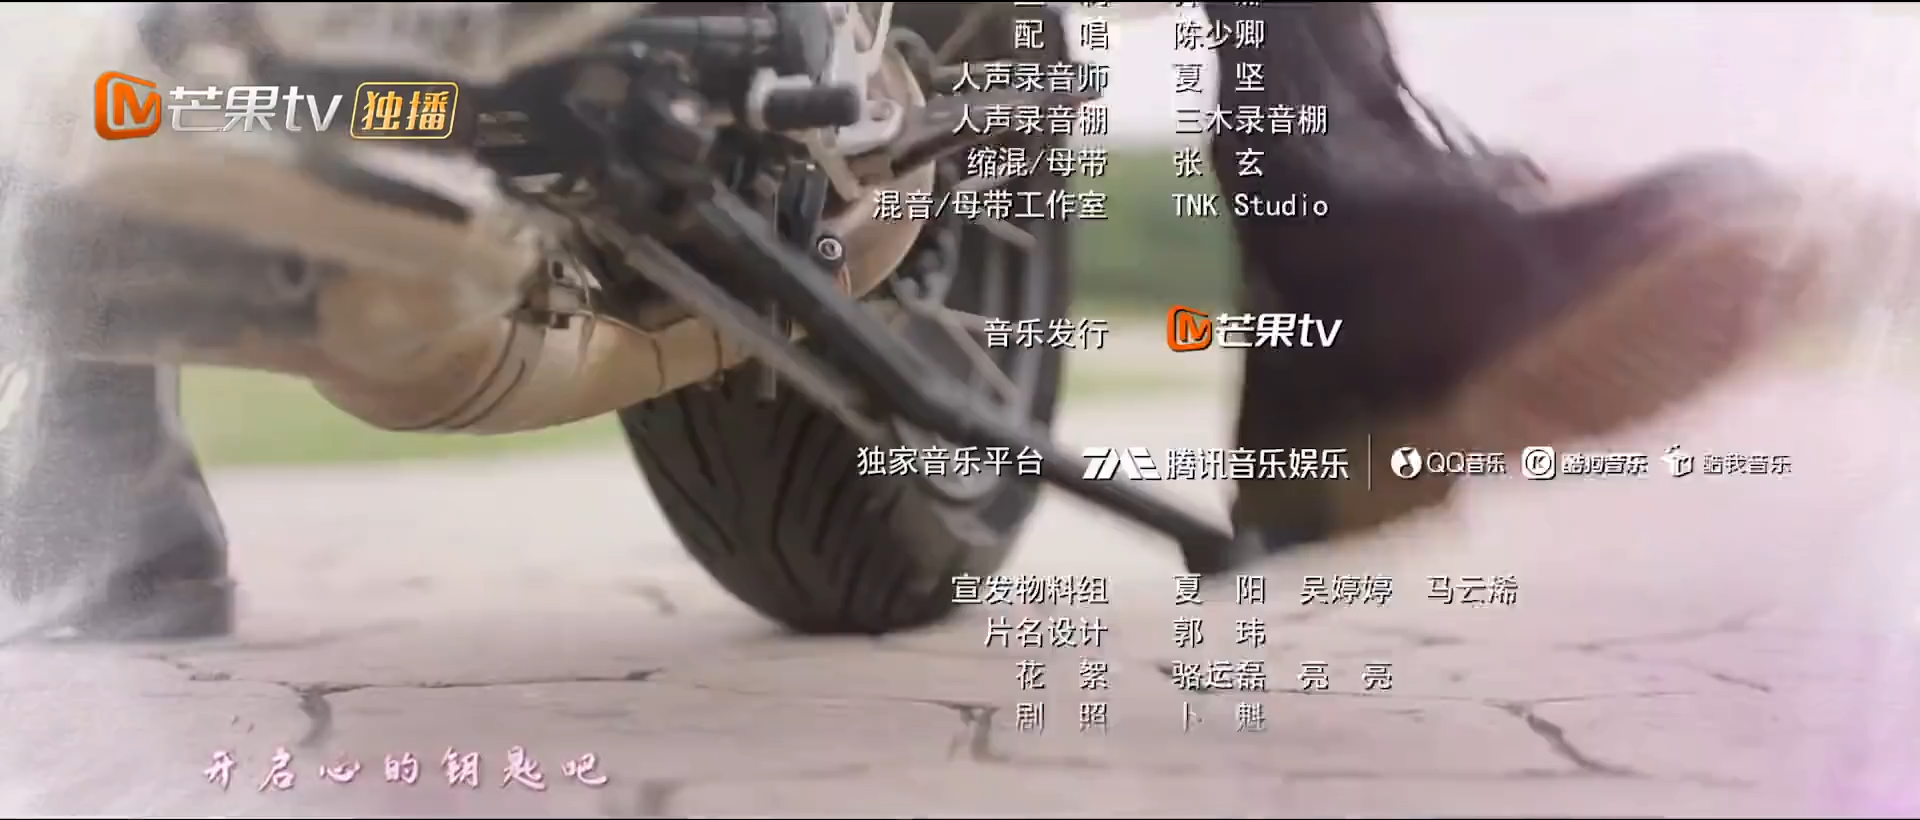 芒果tv 独播
配 唱 陈少卿
人声录音师 夏 坚
人声录音棚 三木录音棚
缩混/母带 张 玄
混音/母带工作室 TNK Studio
音乐发行 芒果tv
独家音乐平台 TME 腾讯音乐娱乐 QQ音乐 酷狗音乐 酷我音乐
宣发物料组 夏 阳 吴婷婷 马云浠
片名设计 郭 玮
花 絮 骆运磊 亮 亮
剧 照 卜 魁
开启心的钥匙吧